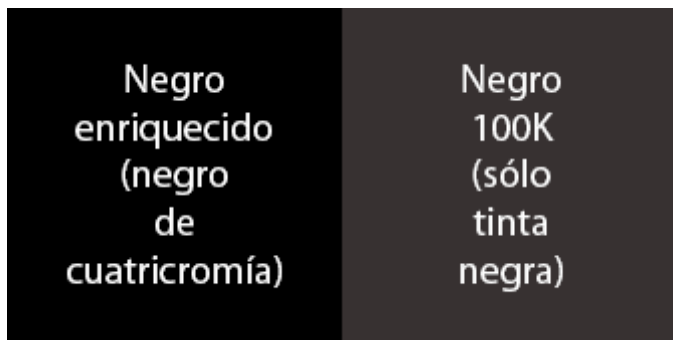 Negro
enriquecido
(negro
de
cuatricromía)
Negro
100K
(sólo
tinta
negra)